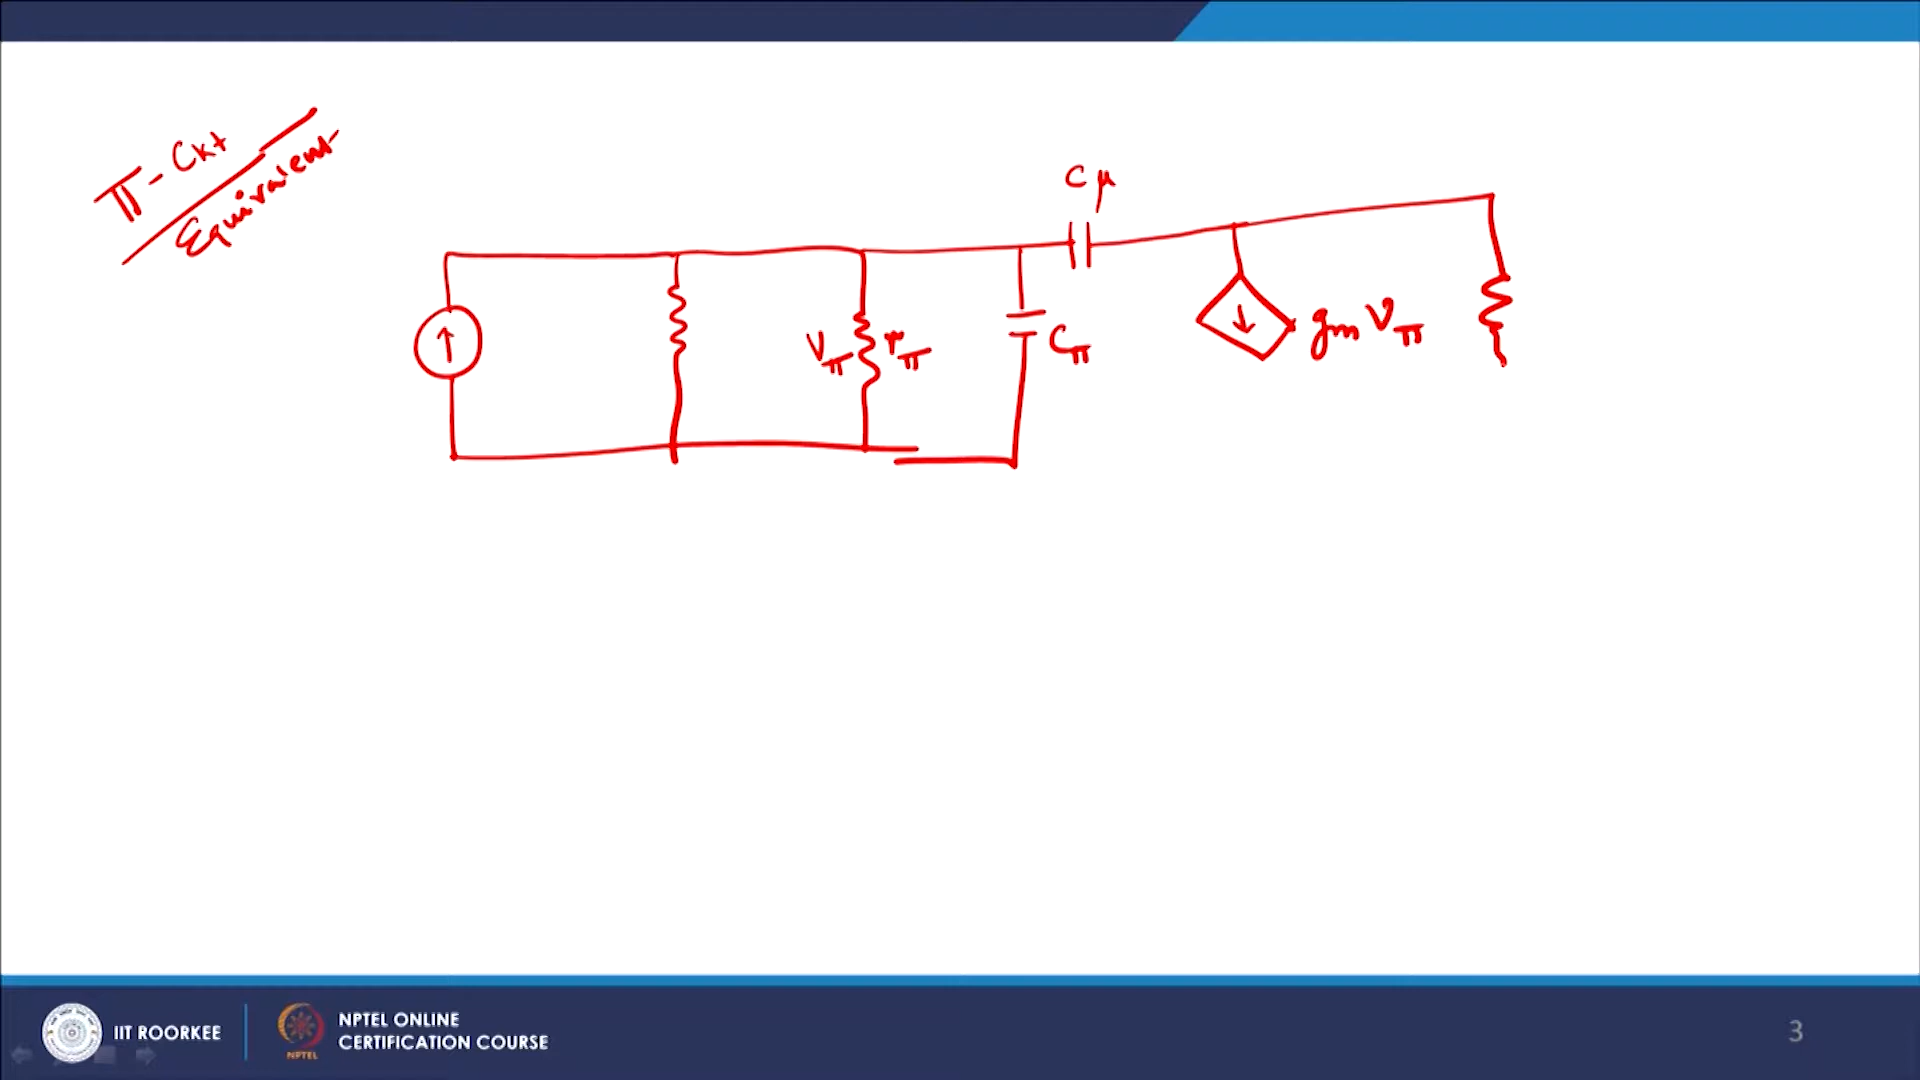 π - Ckt
Equivalent
Cμ
Vπ rπ
Cπ
gm Vπ
IIT ROORKEE
NPTEL
NPTEL ONLINE
CERTIFICATION COURSE
3